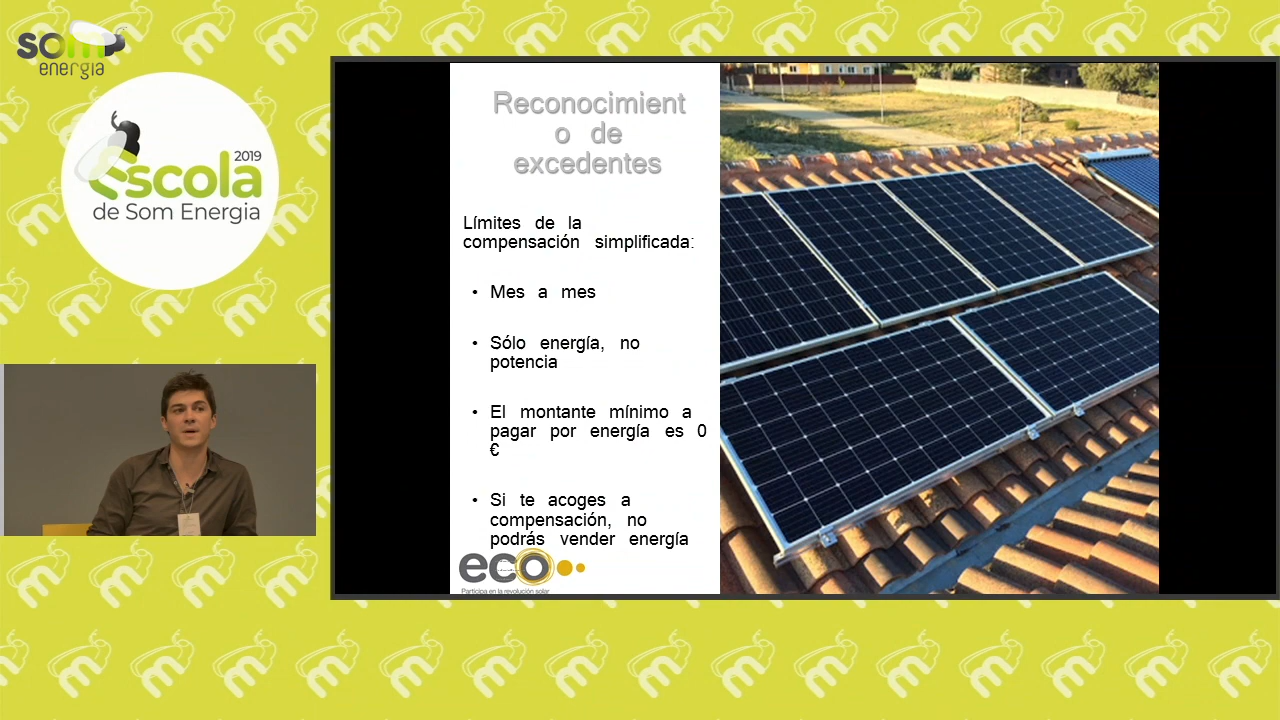 som
energia
2019
Escola
de Som Energia
Reconocimient
o de
excedentes
Límites de la
compensación simplificada:
• Mes a mes
• Sólo energía, no
potencia
• El montante mínimo a
pagar por energía es 0
€
• Si te acoges a
compensación, no
podrás vender energía
eco
Participa en la revolución solar